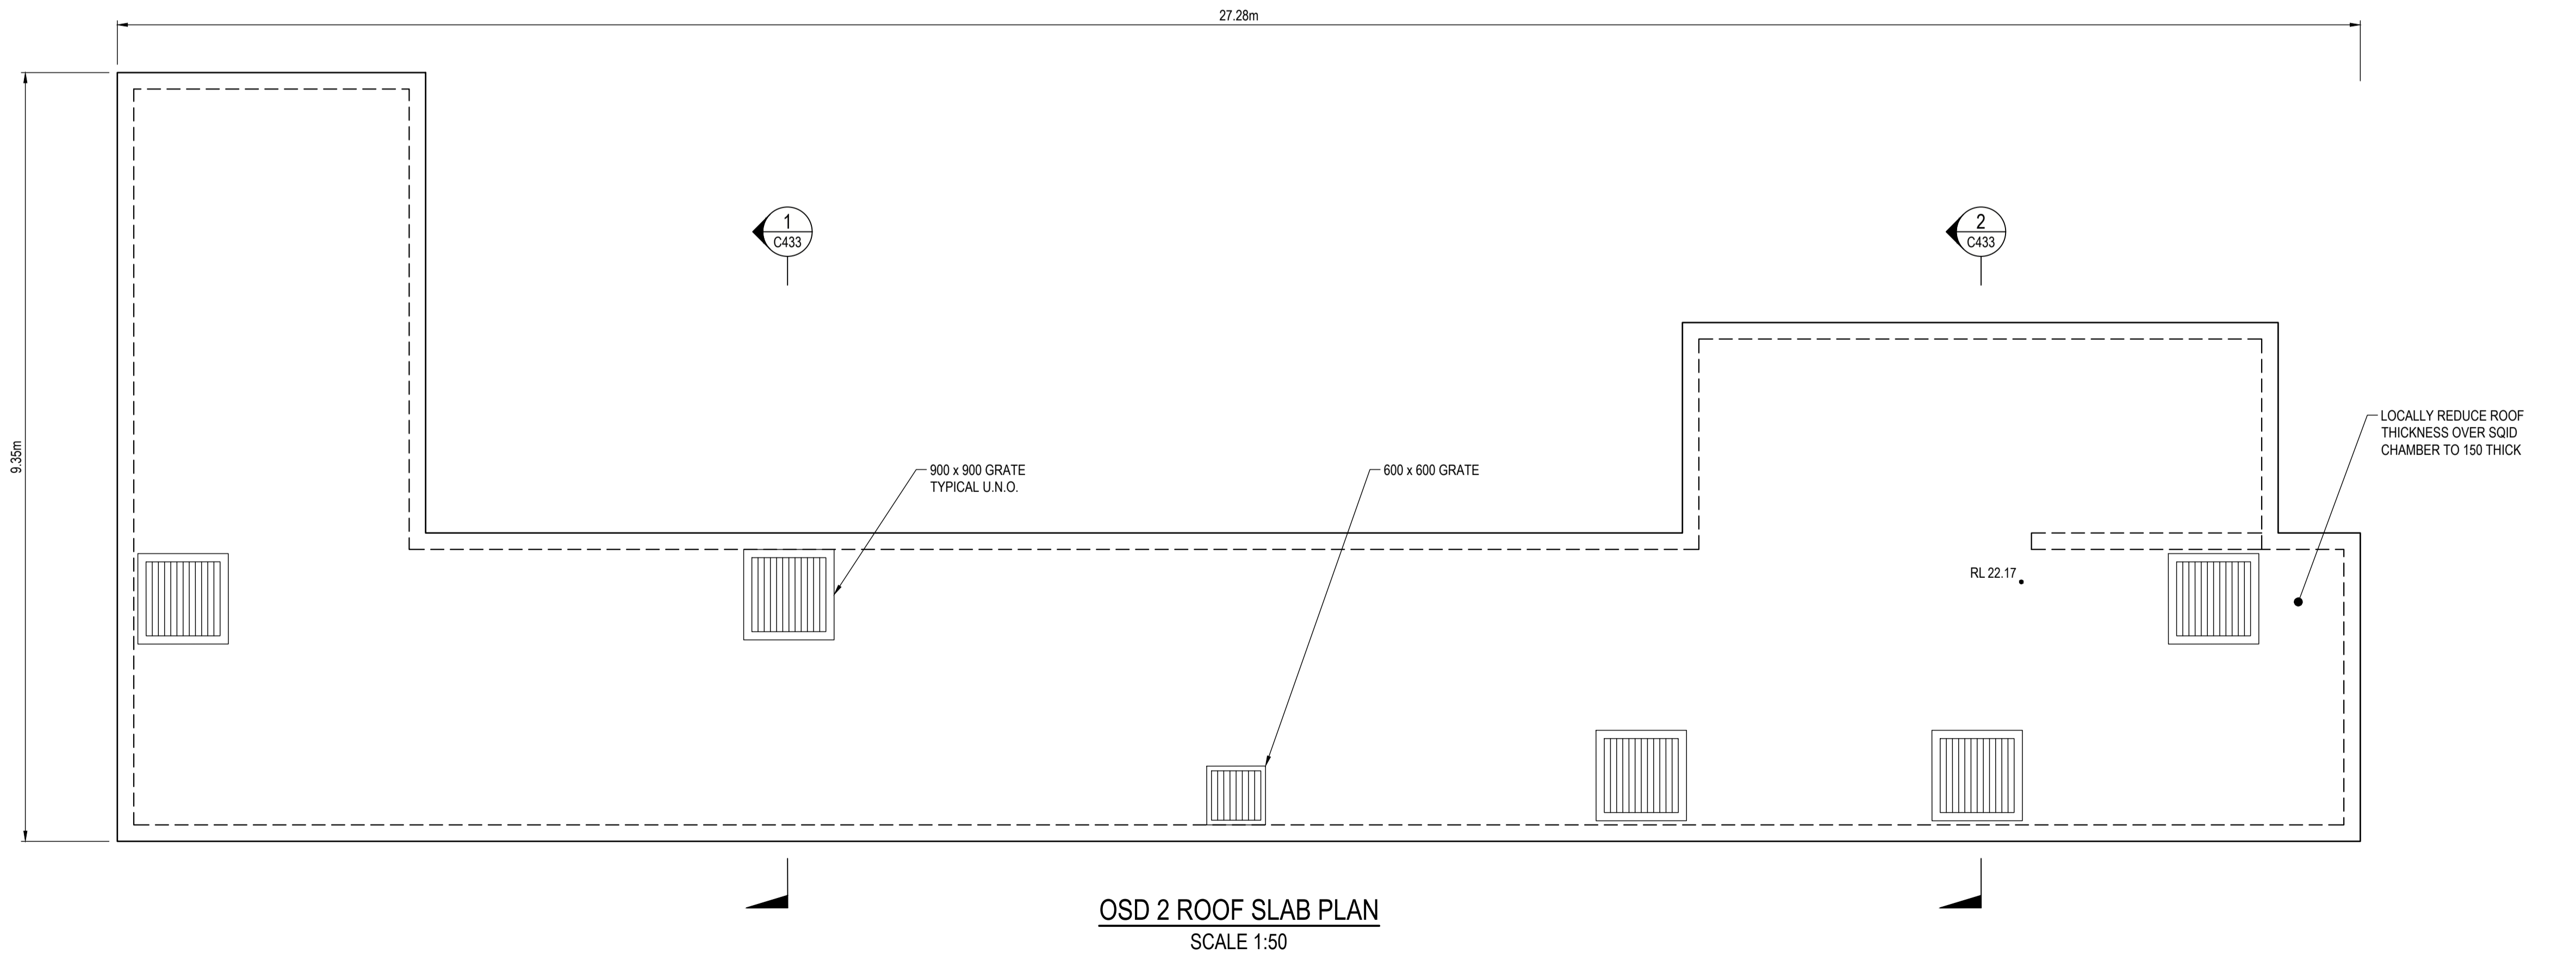 27.28m
9.35m
1
C433
2
C433
LOCALLY REDUCE ROOF
THICKNESS OVER SQID
CHAMBER TO 150 THICK
900 x 900 GRATE
TYPICAL U.N.O.
600 x 600 GRATE
RL 22.17
OSD 2 ROOF SLAB PLAN
SCALE 1:50